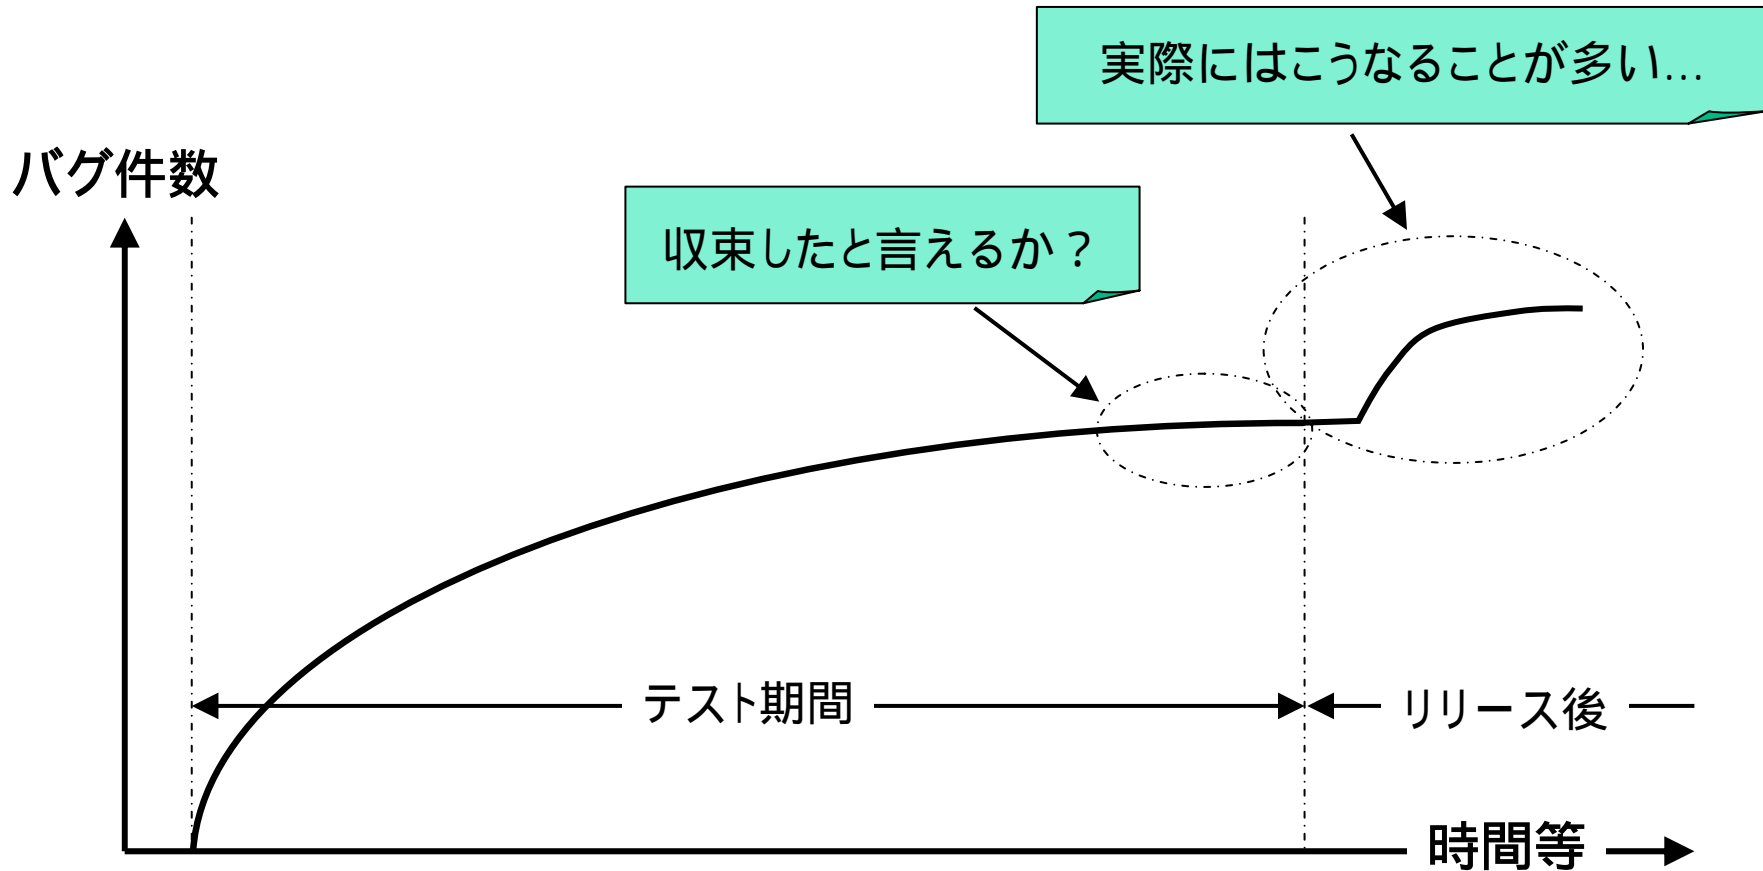 実際にはこうなることが多い…
バグ件数
収束したと言えるか？
テスト期間
リリース後
時間等